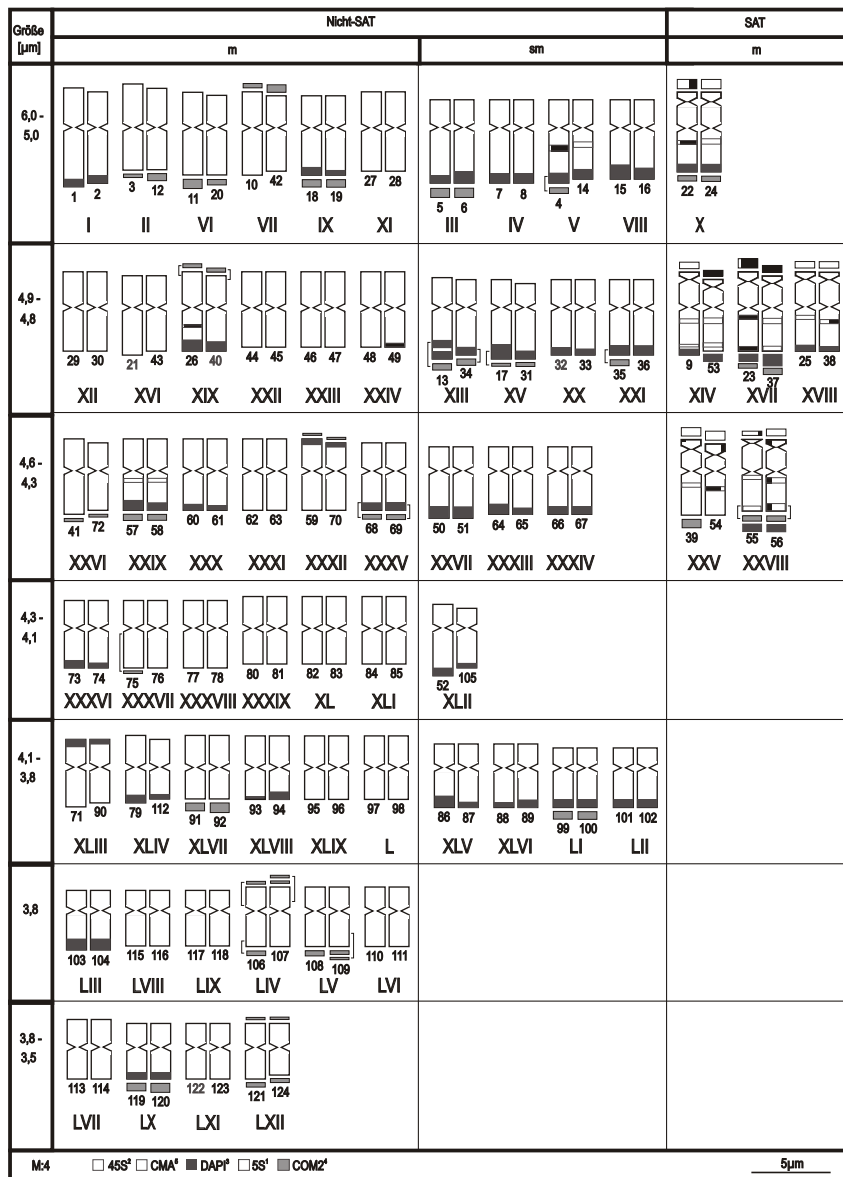 Größe [µm] Nicht-SAT SAT
m sm m
6,0 - 5,0
1 2 3 12 11 20 10 42 18 19 27 28 5 6 7 8 4 14 15 16 22 24
I II VI VII IX XI III IV V VIII X
4,9 - 4,8
29 30 21 43 26 40 44 45 46 47 48 49 13 34 17 31 32 33 35 36 9 53 23 37 25 38
XII XVI XIX XXII XXIII XXIV XIII XV XX XXI XIV XVII XVIII
4,6 - 4,3
41 72 57 58 60 61 62 63 59 70 68 69 50 51 64 65 66 67 39 54 55 56
XXVI XXIX XXX XXXI XXXII XXXV XXVII XXXIII XXXIV XXV XXVIII
4,3 - 4,1
73 74 75 76 77 78 80 81 82 83 84 85 52 105
XXXVI XXXVII XXXVIII XXXIX XL XLI XLII
4,1 - 3,8
71 90 79 112 91 92 93 94 95 96 97 98 86 87 88 89 99 100 101 102
XLIII XLIV XLVII XLVIII XLIX L XLV XLVI LI LII
3,8
103 104 115 116 117 118 106 107 108 109 110 111
LIII LVIII LIX LIV LV LVI
3,8 - 3,5
113 114 119 120 122 123 121 124
LVII LX LXI LXII
M:4 45S² CMA⁵ DAPI³ 5S¹ COM2⁴ 5µm